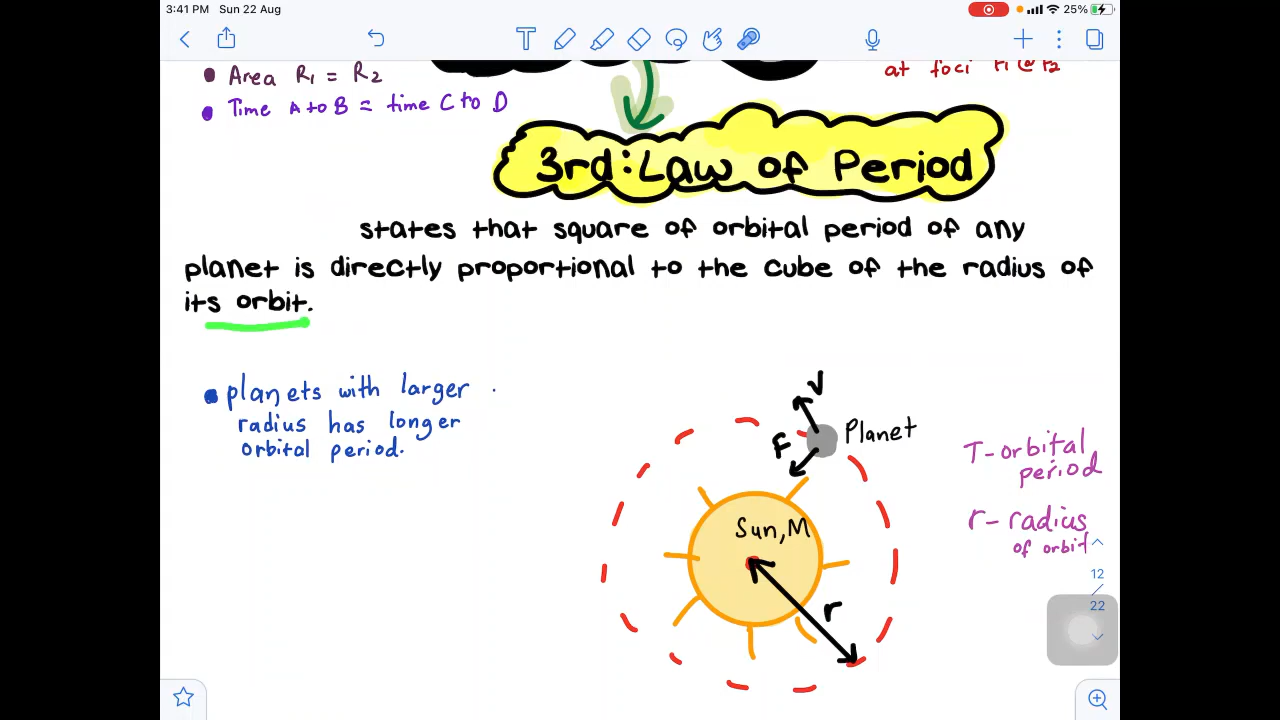 3:41 PM Sun 22 Aug
25%
T
Area R1 = R2
at foci F1 @ F2
Time A to B = time C to D
3rd: Law of Period
states that square of orbital period of any
planet is directly proportional to the cube of the radius of
its orbit.
planets with larger
radius has longer
orbital period.
V
F
Planet
T-orbital
period
Sun, M
r- radius
of orbit
r
12
/
22